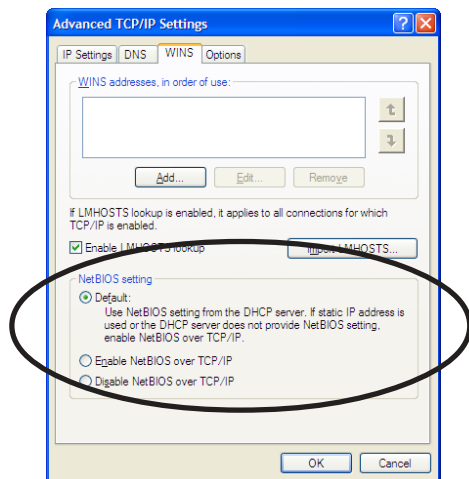 Advanced TCP/IP Settings
IP Settings DNS WINS Options
WINS addresses, in order of use:
Add... Edit... Remove
If LMHOSTS lookup is enabled, it applies to all connections for which
TCP/IP is enabled.
Enable LMHOSTS lookup Import LMHOSTS...
NetBIOS setting
Default:
Use NetBIOS setting from the DHCP server. If static IP address is
used or the DHCP server does not provide NetBIOS setting,
enable NetBIOS over TCP/IP.
Enable NetBIOS over TCP/IP
Disable NetBIOS over TCP/IP
OK Cancel